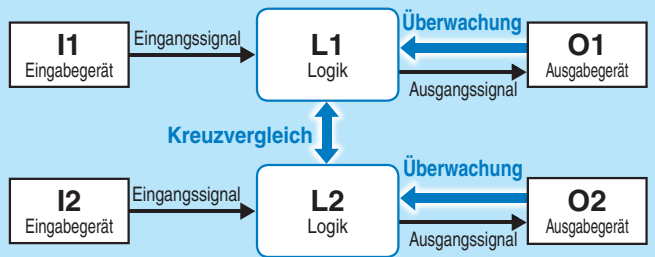 I1
Eingabegerät
Eingangssignal
L1
Logik
Überwachung
Ausgangssignal
O1
Ausgabegerät
Kreuzvergleich
I2
Eingabegerät
Eingangssignal
L2
Logik
Überwachung
Ausgangssignal
O2
Ausgabegerät